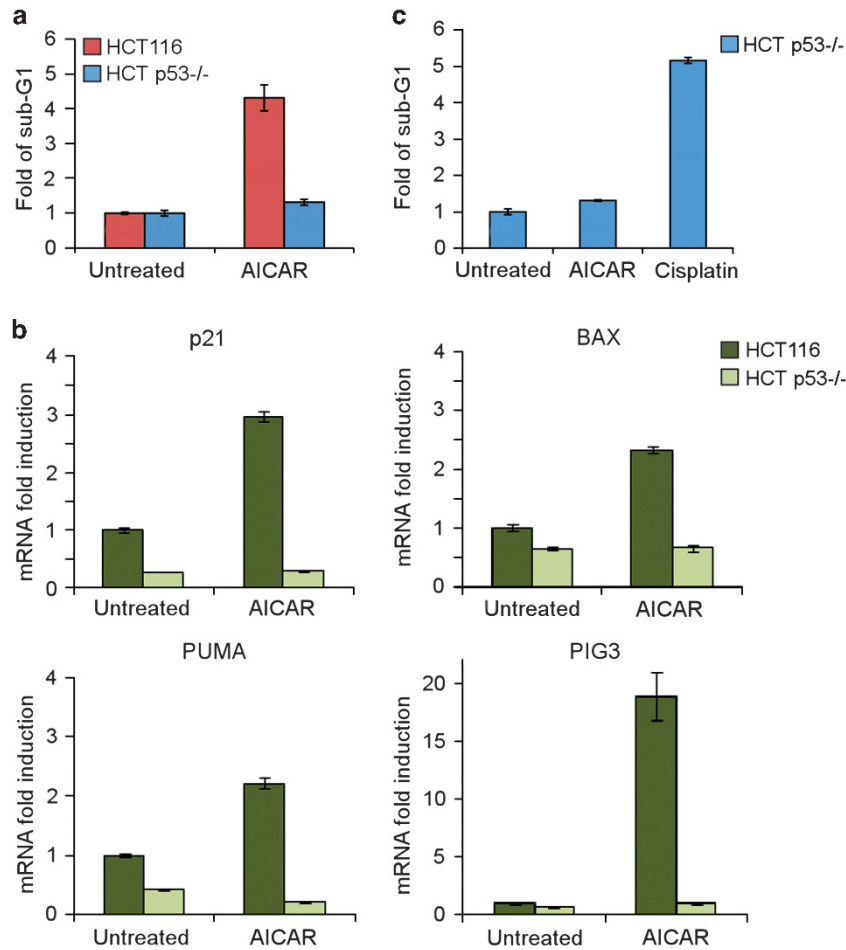 a
6
5
4
3
2
1
0
Fold of sub-G1
HCT116
HCT p53-/-
Untreated
AICAR
c
6
5
4
3
2
1
0
Fold of sub-G1
HCT p53-/-
Untreated
AICAR
Cisplatin
b
p21
4
3
2
1
0
mRNA fold induction
Untreated
AICAR
BAX
4
3
2
1
0
mRNA fold induction
HCT116
HCT p53-/-
Untreated
AICAR
PUMA
4
3
2
1
0
mRNA fold induction
Untreated
AICAR
PIG3
20
15
10
5
0
mRNA fold induction
Untreated
AICAR